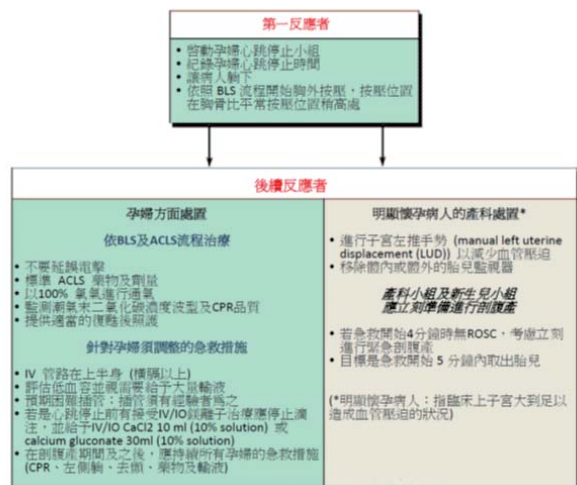 第一反應者
• 啓動孕婦心跳停止小組
• 紀錄孕婦心跳停止時間
• 讓病人躺下
• 依照 BLS 流程開始胸外按壓，按壓位置
在胸骨比平常按壓位置稍高處
後續反應者
孕婦方面處置
依BLS及ACLS流程治療
• 不要延誤電擊
• 標準 ACLS 藥物及劑量
• 以100% 氧氣進行通氣
• 監測潮氣末二氧化碳濃度波型及CPR品質
• 提供適當的復甦後照護
針對孕婦須調整的急救措施
• IV 管路在上半身 (橫膈以上)
• 評估低血容並視需要給予大量輸液
• 預期困難插管：插管須有經驗者為之
• 若是心跳停止前有接受IV/IO鎂離子治療應停止滴
注，並給予IV/IO CaCl2 10 ml (10% solution) 或
calcium gluconate 30ml (10% solution)
• 在剖腹產期間及之後，應持續所有孕婦的急救措施
(CPR、左側躺、去顫、藥物及輸液)
明顯懷孕病人的產科處置*
• 進行子宮左推手勢 (manual left uterine
displacement (LUD)) 以減少血管壓迫
• 移除體內或體外的胎兒監視器
產科小組及新生兒小組
應立刻準備進行剖腹產
• 若急救開始4分鐘時無ROSC，考慮立刻
進行緊急剖腹產
• 目標是急救開始 5 分鐘內取出胎兒
(*明顯懷孕：指臨床上子宮大到足以
造成血管壓迫的狀況)